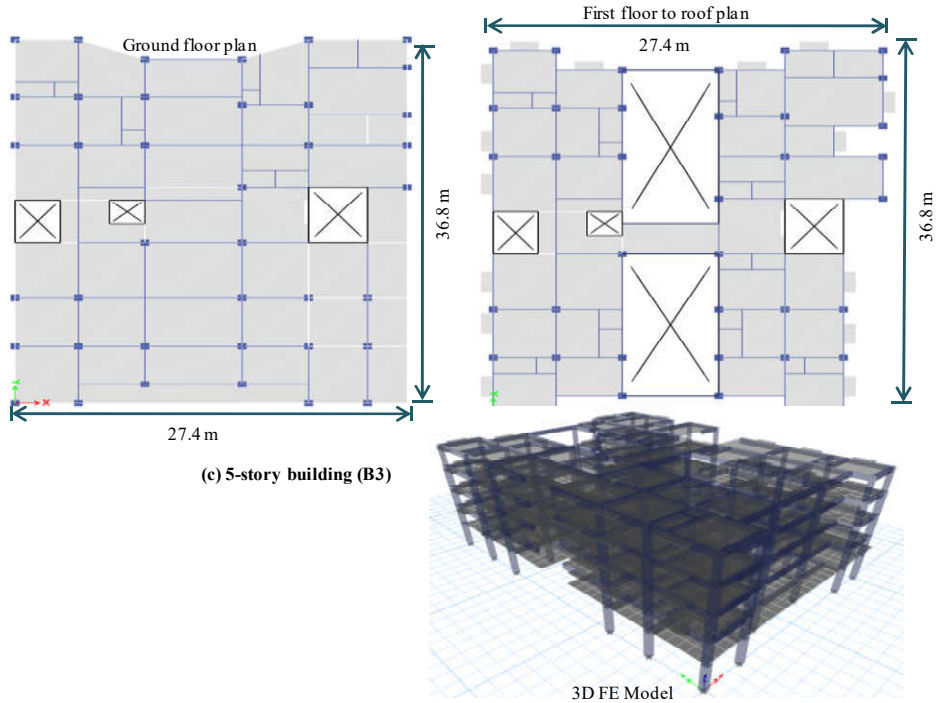 First floor to roof plan
Ground floor plan
27.4 m
36.8 m
36.8 m
X
27.4 m
(c) 5-story building (B3)
3D FE Model